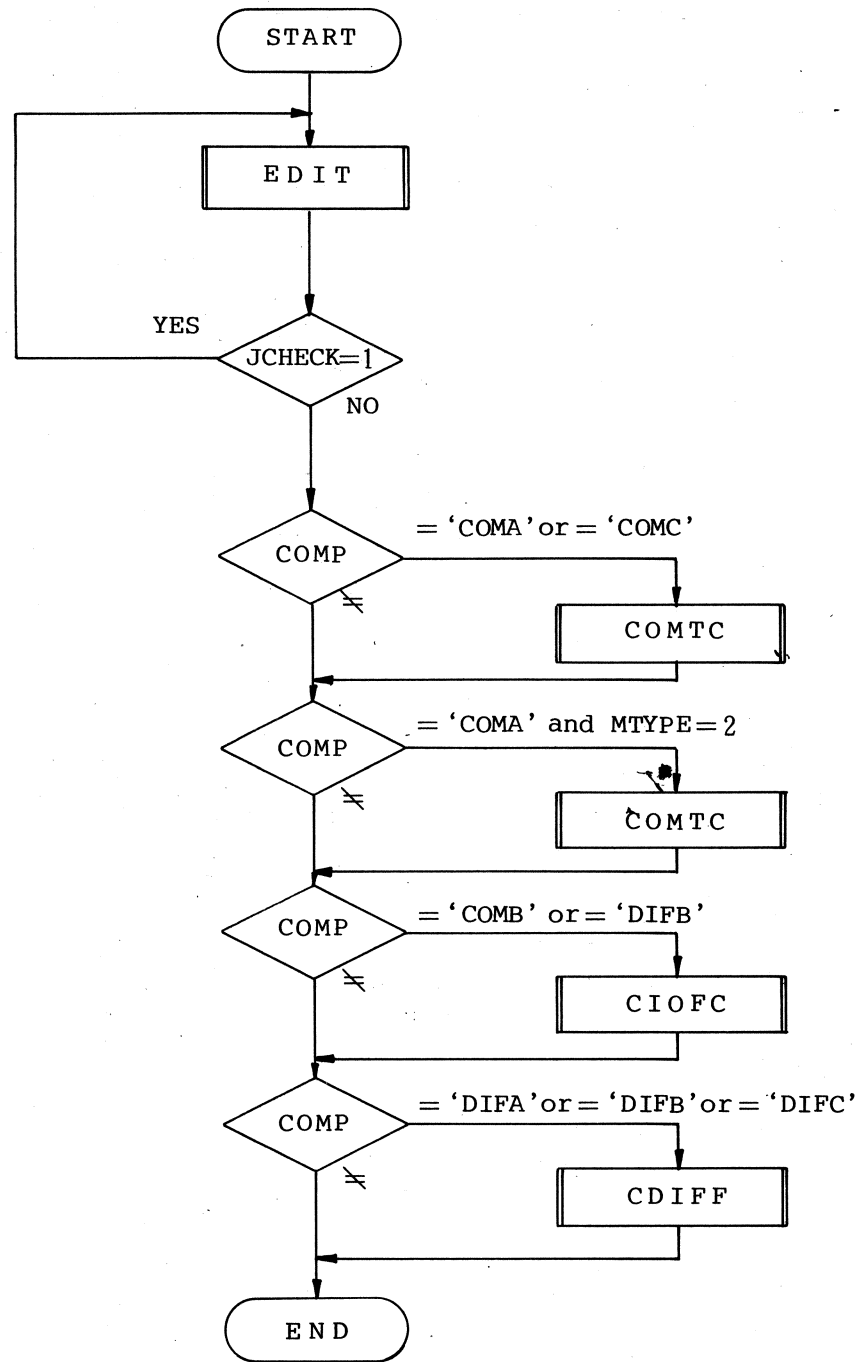 START
EDIT
YES
JCHECK=1
NO
= 'COMA' or = 'COMC'
COMP
≠
COMTC
= 'COMA' and MTYPE=2
COMP
≠
COMTC
= 'COMB' or = 'DIFB'
COMP
≠
CIOFC
= 'DIFA' or = 'DIFB' or = 'DIFC'
COMP
≠
CDIFF
END